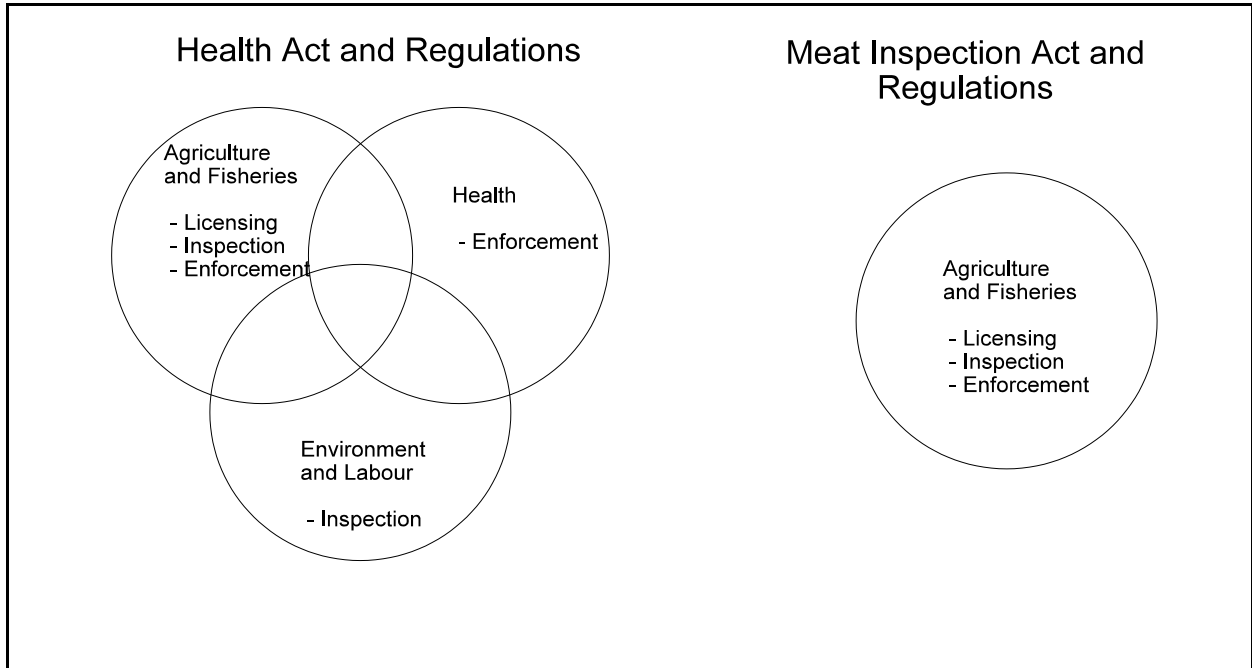 Health Act and Regulations
Agriculture
and Fisheries
- Licensing
- Inspection
- Enforcement
Health
- Enforcement
Environment
and Labour
- Inspection
Meat Inspection Act and
Regulations
Agriculture
and Fisheries
- Licensing
- Inspection
- Enforcement